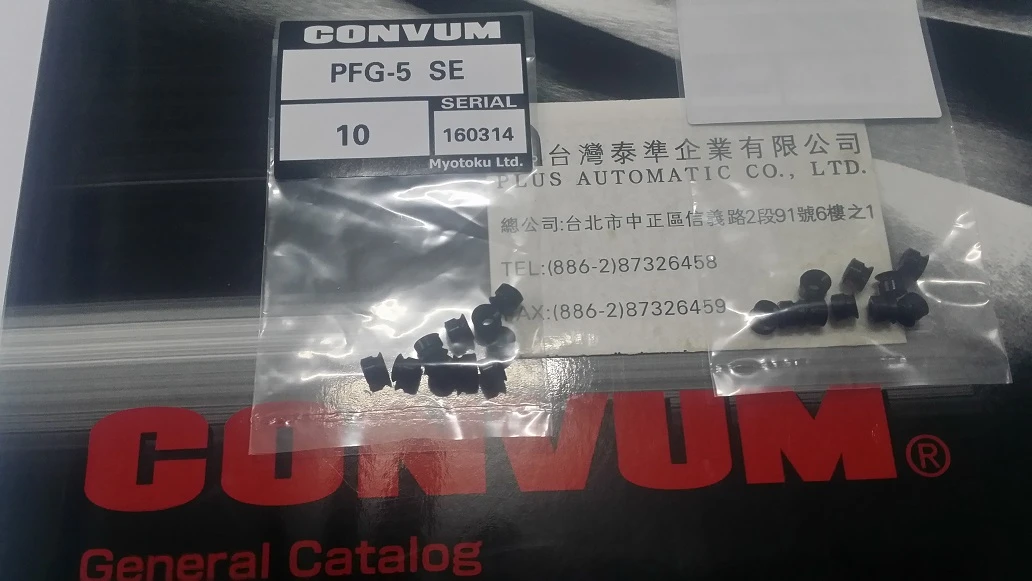 CONVUM
PFG-5 SE
10
SERIAL
160314
Myotoku Ltd.
台灣泰準企業有限公司
PLUS AUTOMATIC CO., LTD.
總公司:台北市中正區信義路2段91號6樓之1
TEL:(886-2)87326458
FAX:(886-2)87326459
CONVUM®
General Catalog